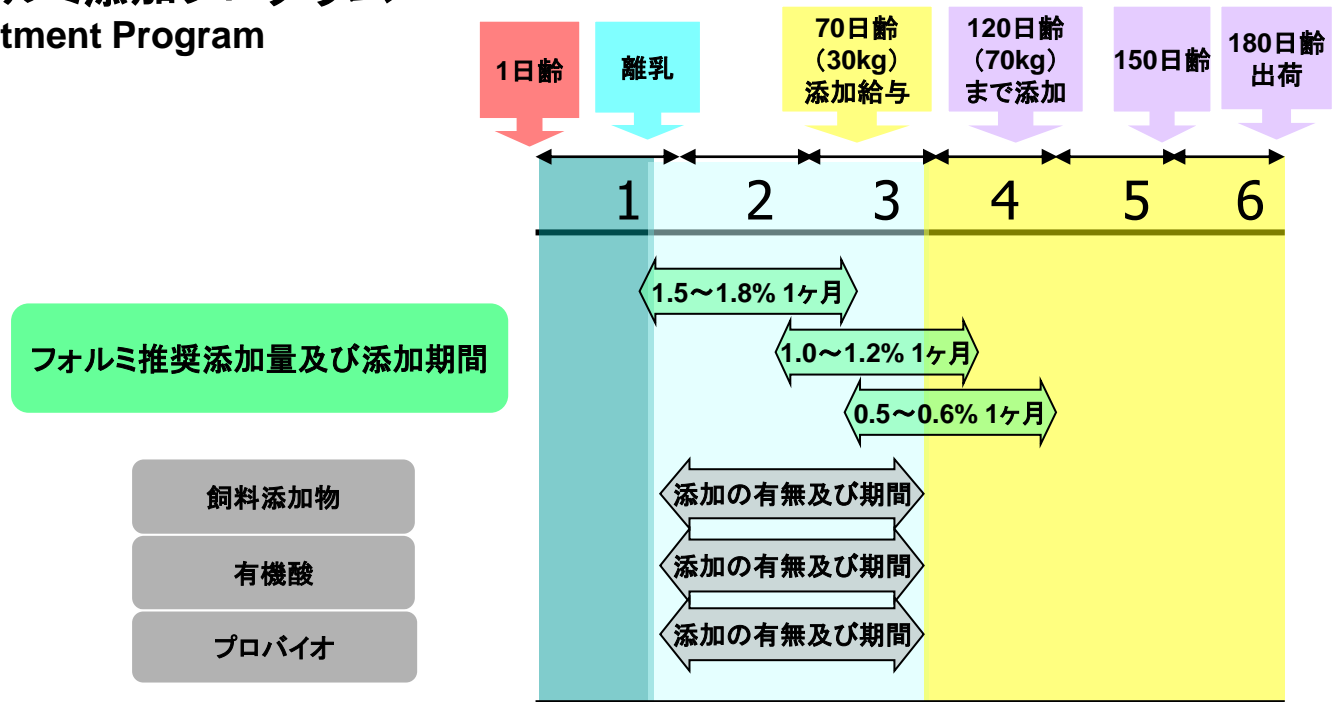 tment Program
1日齢
離乳
70日齢
（30kg）
添加給与
120日齢
（70kg）
まで添加
150日齢
180日齢
出荷
1 2 3 4 5 6
1.5～1.8% 1ケ月
フォルミ推奨添加量及び添加期間
1.0～1.2% 1ヶ月
0.5～0.6% 1ケ月
飼料添加物
添加の有無及び期間
有機酸
添加の有無及び期間
プロバイオ
添加の有無及び期間